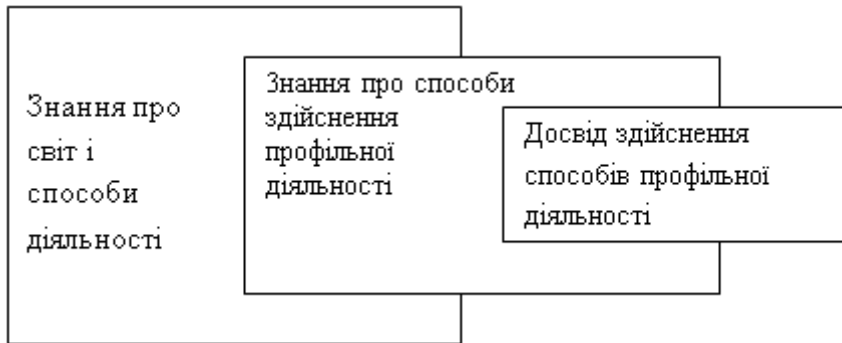 Знання про
світ і
способи
діяльності
Знання про способи
здійснення
профільної
діяльності
Досвід здійснення
способів профільної
діяльності